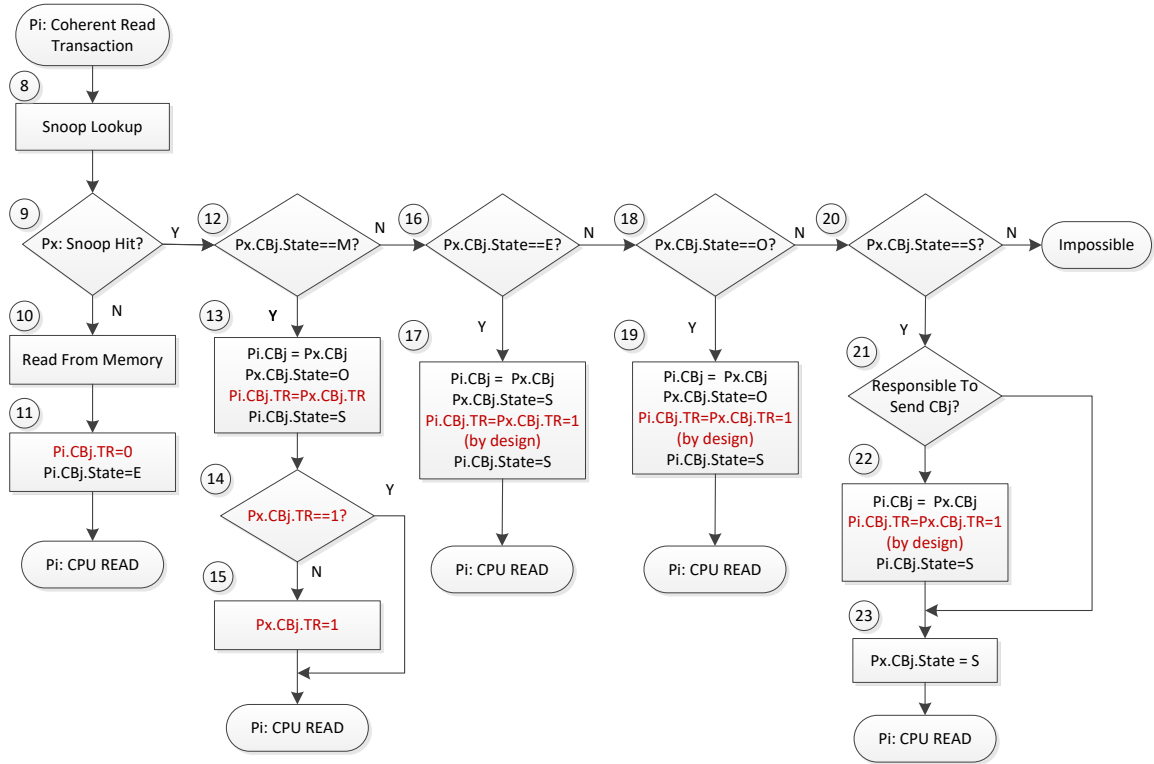 Pi: Coherent Read
Transaction
8
Snoop Lookup
9
Px: Snoop Hit?
Y
N
10
Read From Memory
11
Pi.CBj.TR=0
Pi.CBj.State=E
Pi: CPU READ
12
Px.CBj.State==M?
N
Y
13
Pi.CBj = Px.CBj
Px.CBj.State=O
Pi.CBj.TR=Px.CBj.TR
Pi.CBj.State=S
14
Px.CBj.TR==1?
Y
N
15
Px.CBj.TR=1
Pi: CPU READ
16
Px.CBj.State==E?
N
Y
17
Pi.CBj = Px.CBj
Px.CBj.State=S
Pi.CBj.TR=Px.CBj.TR=1
(by design)
Pi.CBj.State=S
Pi: CPU READ
18
Px.CBj.State==O?
N
Y
19
Pi.CBj = Px.CBj
Px.CBj.State=O
Pi.CBj.TR=Px.CBj.TR=1
(by design)
Pi.CBj.State=S
Pi: CPU READ
20
Px.CBj.State==S?
N
Impossible
Y
21
Responsible To
Send CBj?
22
Pi.CBj = Px.CBj
Pi.CBj.TR=Px.CBj.TR=1
(by design)
Pi.CBj.State=S
23
Px.CBj.State = S
Pi: CPU READ